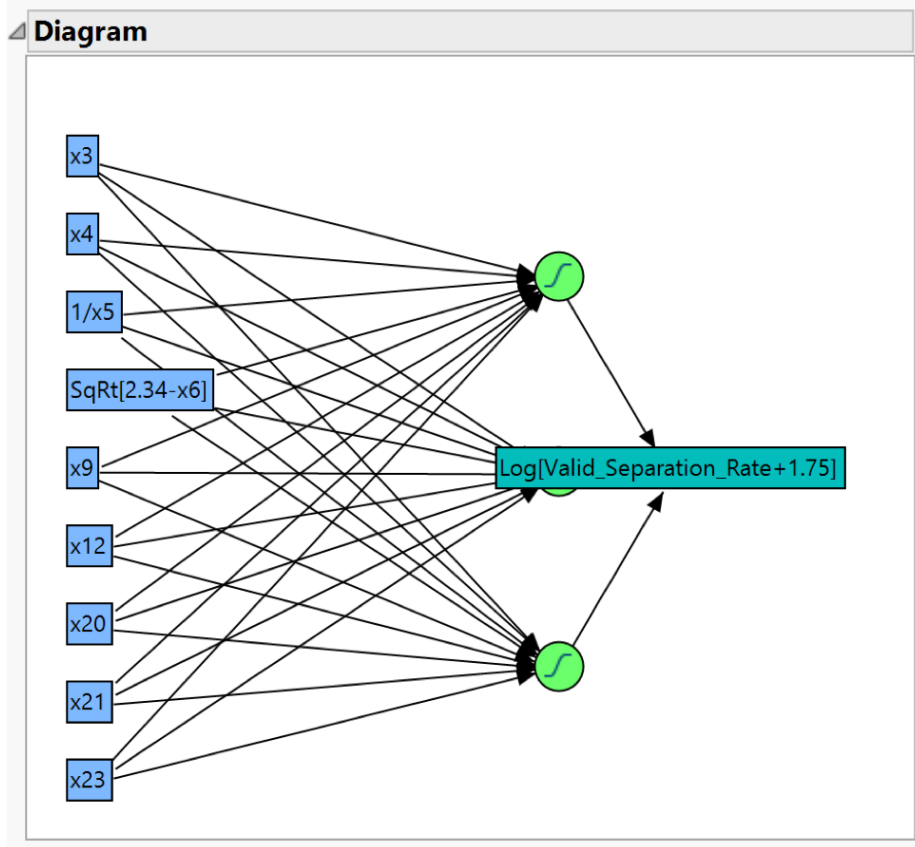 Diagram
x3
x4
1/x5
SqRt[2.34-x6]
x9
Log[Valid_Separation_Rate+1.75]
x12
x20
x21
x23